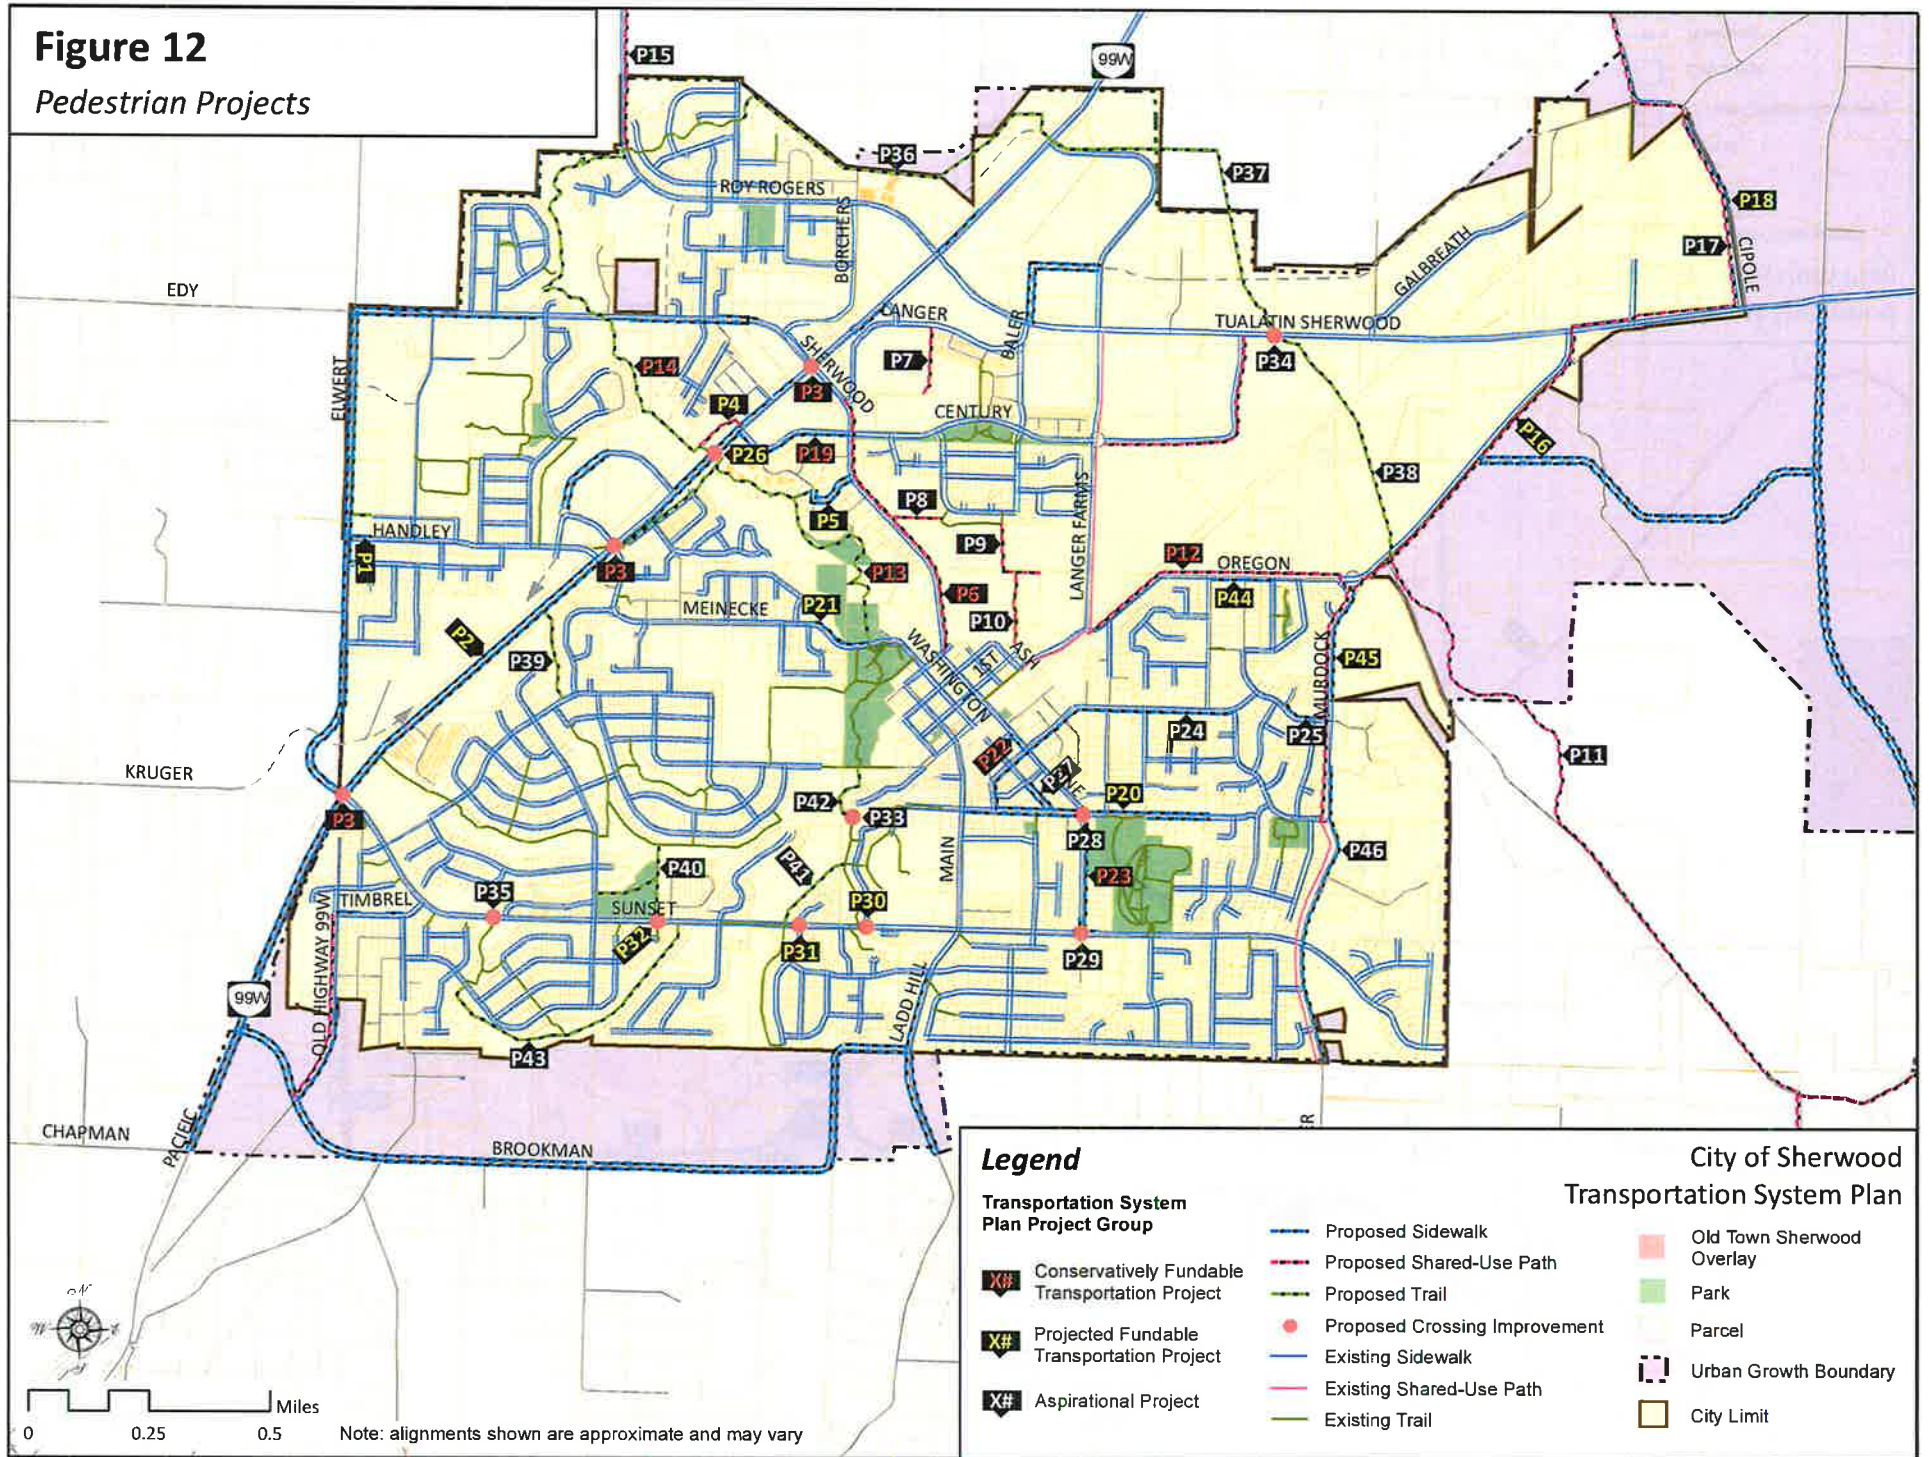 Figure 12
Pedestrian Projects
P15
99W
P36
P37
ROY ROGERS
BORCHERS
P18
P17
CIPOLE
GALBREATH
EDY
LANGER
BALER
TUALATIN SHERWOOD
SHERWOOD
P7
P34
P14
P3
ELWERT
P4
CENTURY
P26
P19
P16
P38
P8
P5
LANGER FARMS
HANDLEY
P9
P1
P3
P13
P12
OREGON
P6
P44
MEINECKE
P21
P10
P2
WASHINGTON
1ST
ASH
P39
MURDOCK
P45
P24
P25
P22
P27
P11
KRUGER
P42
P33
P20
P3
P28
MAIN
P46
P41
P40
P23
P35
TIMBREL
SUNSET
P30
P32
P31
P29
OLD HIGHWAY 99W
LADD HILL
99W
P43
PACIFIC
CHAPMAN
BROOKMAN
ER
Legend
Transportation System
Plan Project Group
X# Conservatively Fundable
Transportation Project
X# Projected Fundable
Transportation Project
X# Aspirational Project
Proposed Sidewalk
Proposed Shared-Use Path
Proposed Trail
Proposed Crossing Improvement
Existing Sidewalk
Existing Shared-Use Path
Existing Trail
City of Sherwood
Transportation System Plan
Old Town Sherwood
Overlay
Park
Parcel
Urban Growth Boundary
City Limit
Miles
0 0.25 0.5
Note: alignments shown are approximate and may vary